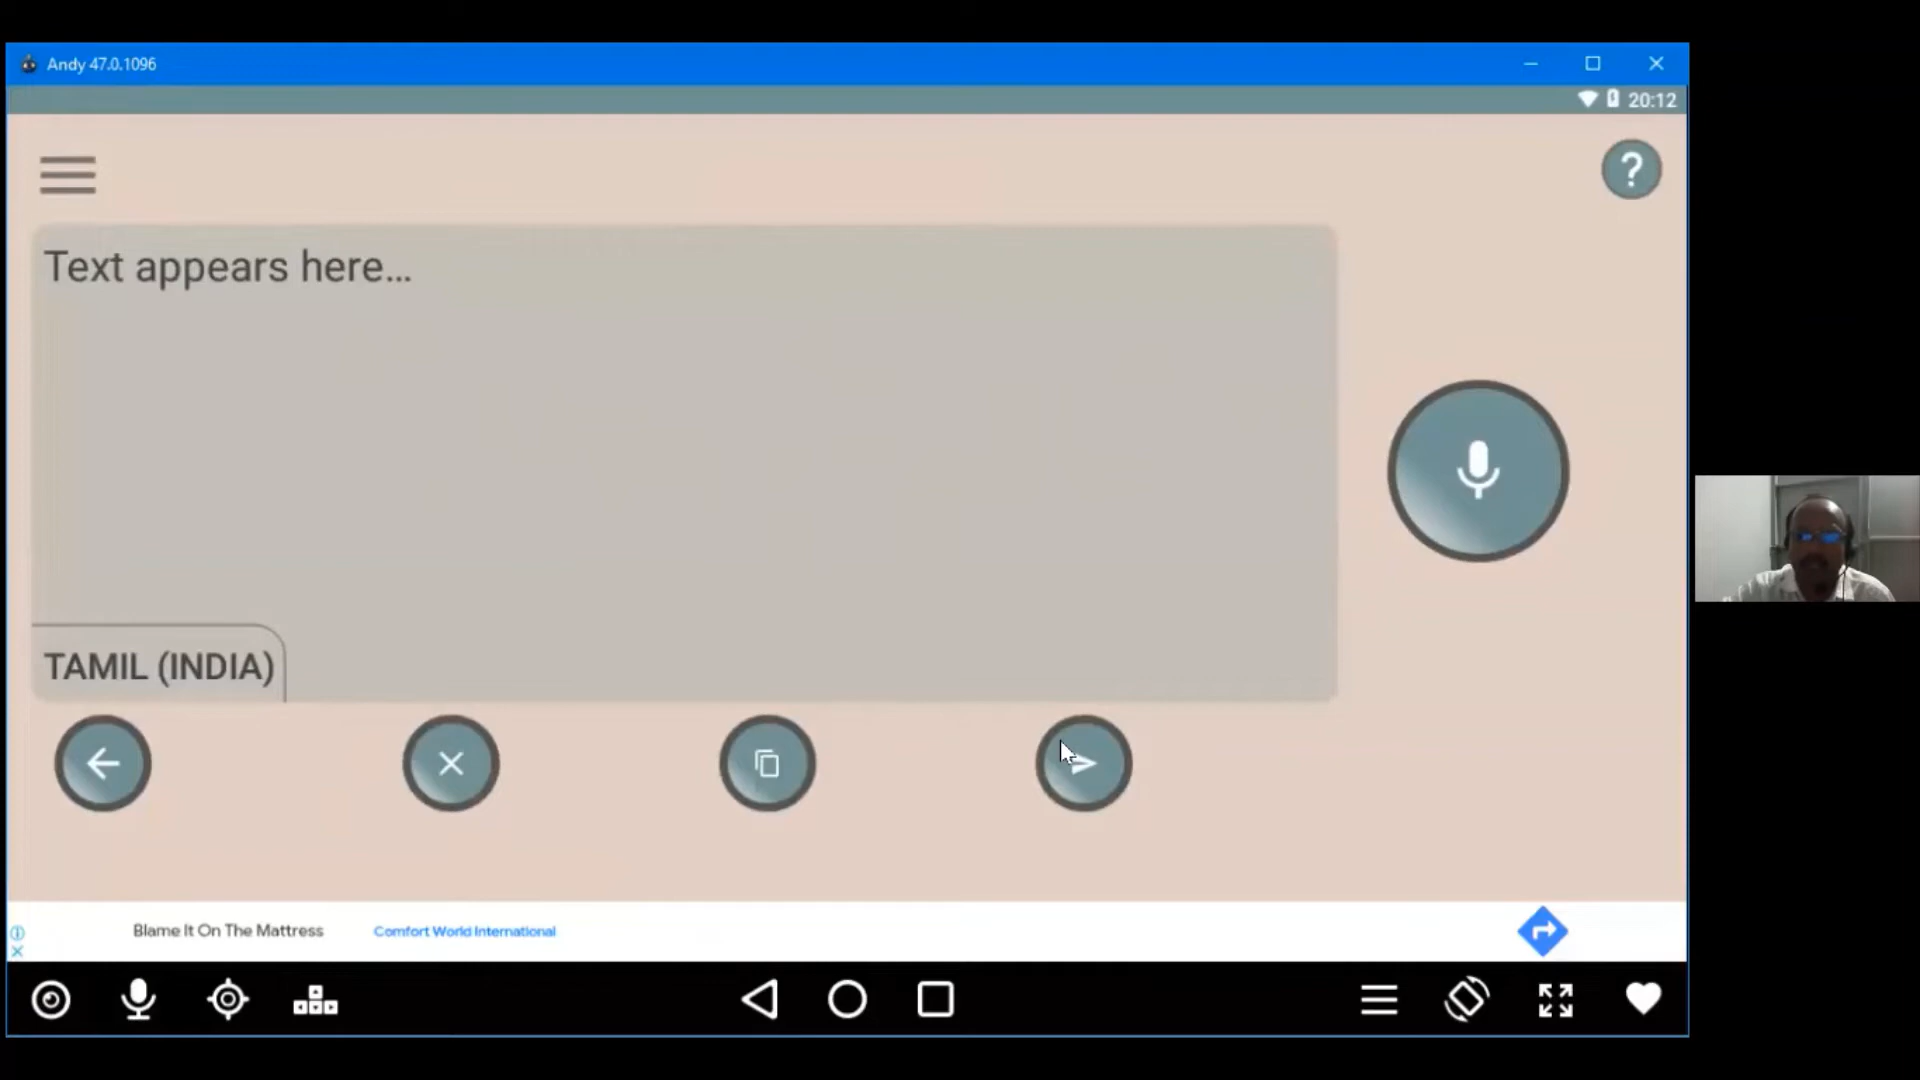 Andy 47.0.1096
20:12
?
Text appears here...
TAMIL (INDIA)
Blame It On The Mattress
Comfort World International